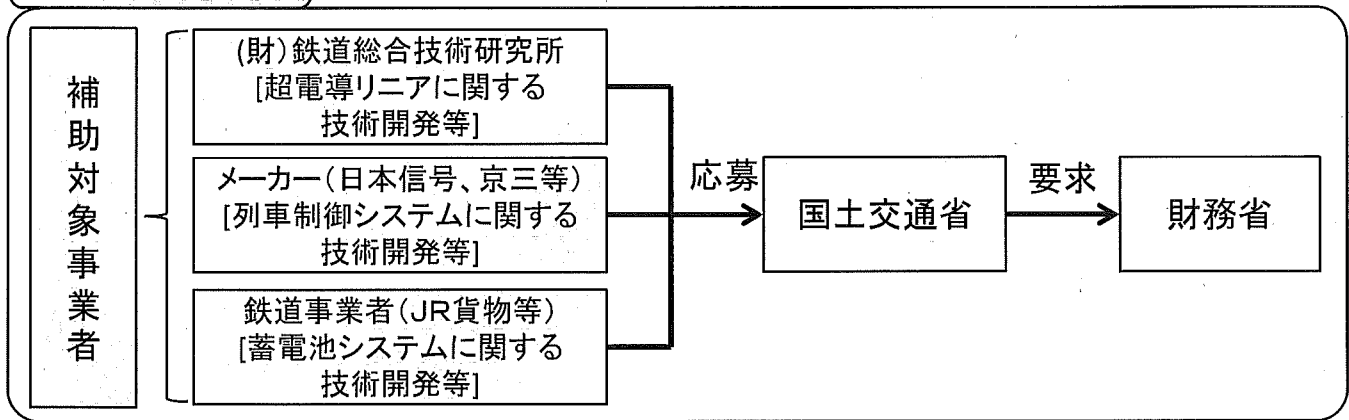 補助対象事業者
(財)鉄道総合技術研究所
[超電導リニアに関する
技術開発等]
メーカー(日本信号、京三等)
[列車制御システムに関する
技術開発等]
鉄道事業者(JR貨物等)
[蓄電池システムに関する
技術開発等]
応募
国土交通省
要求
財務省